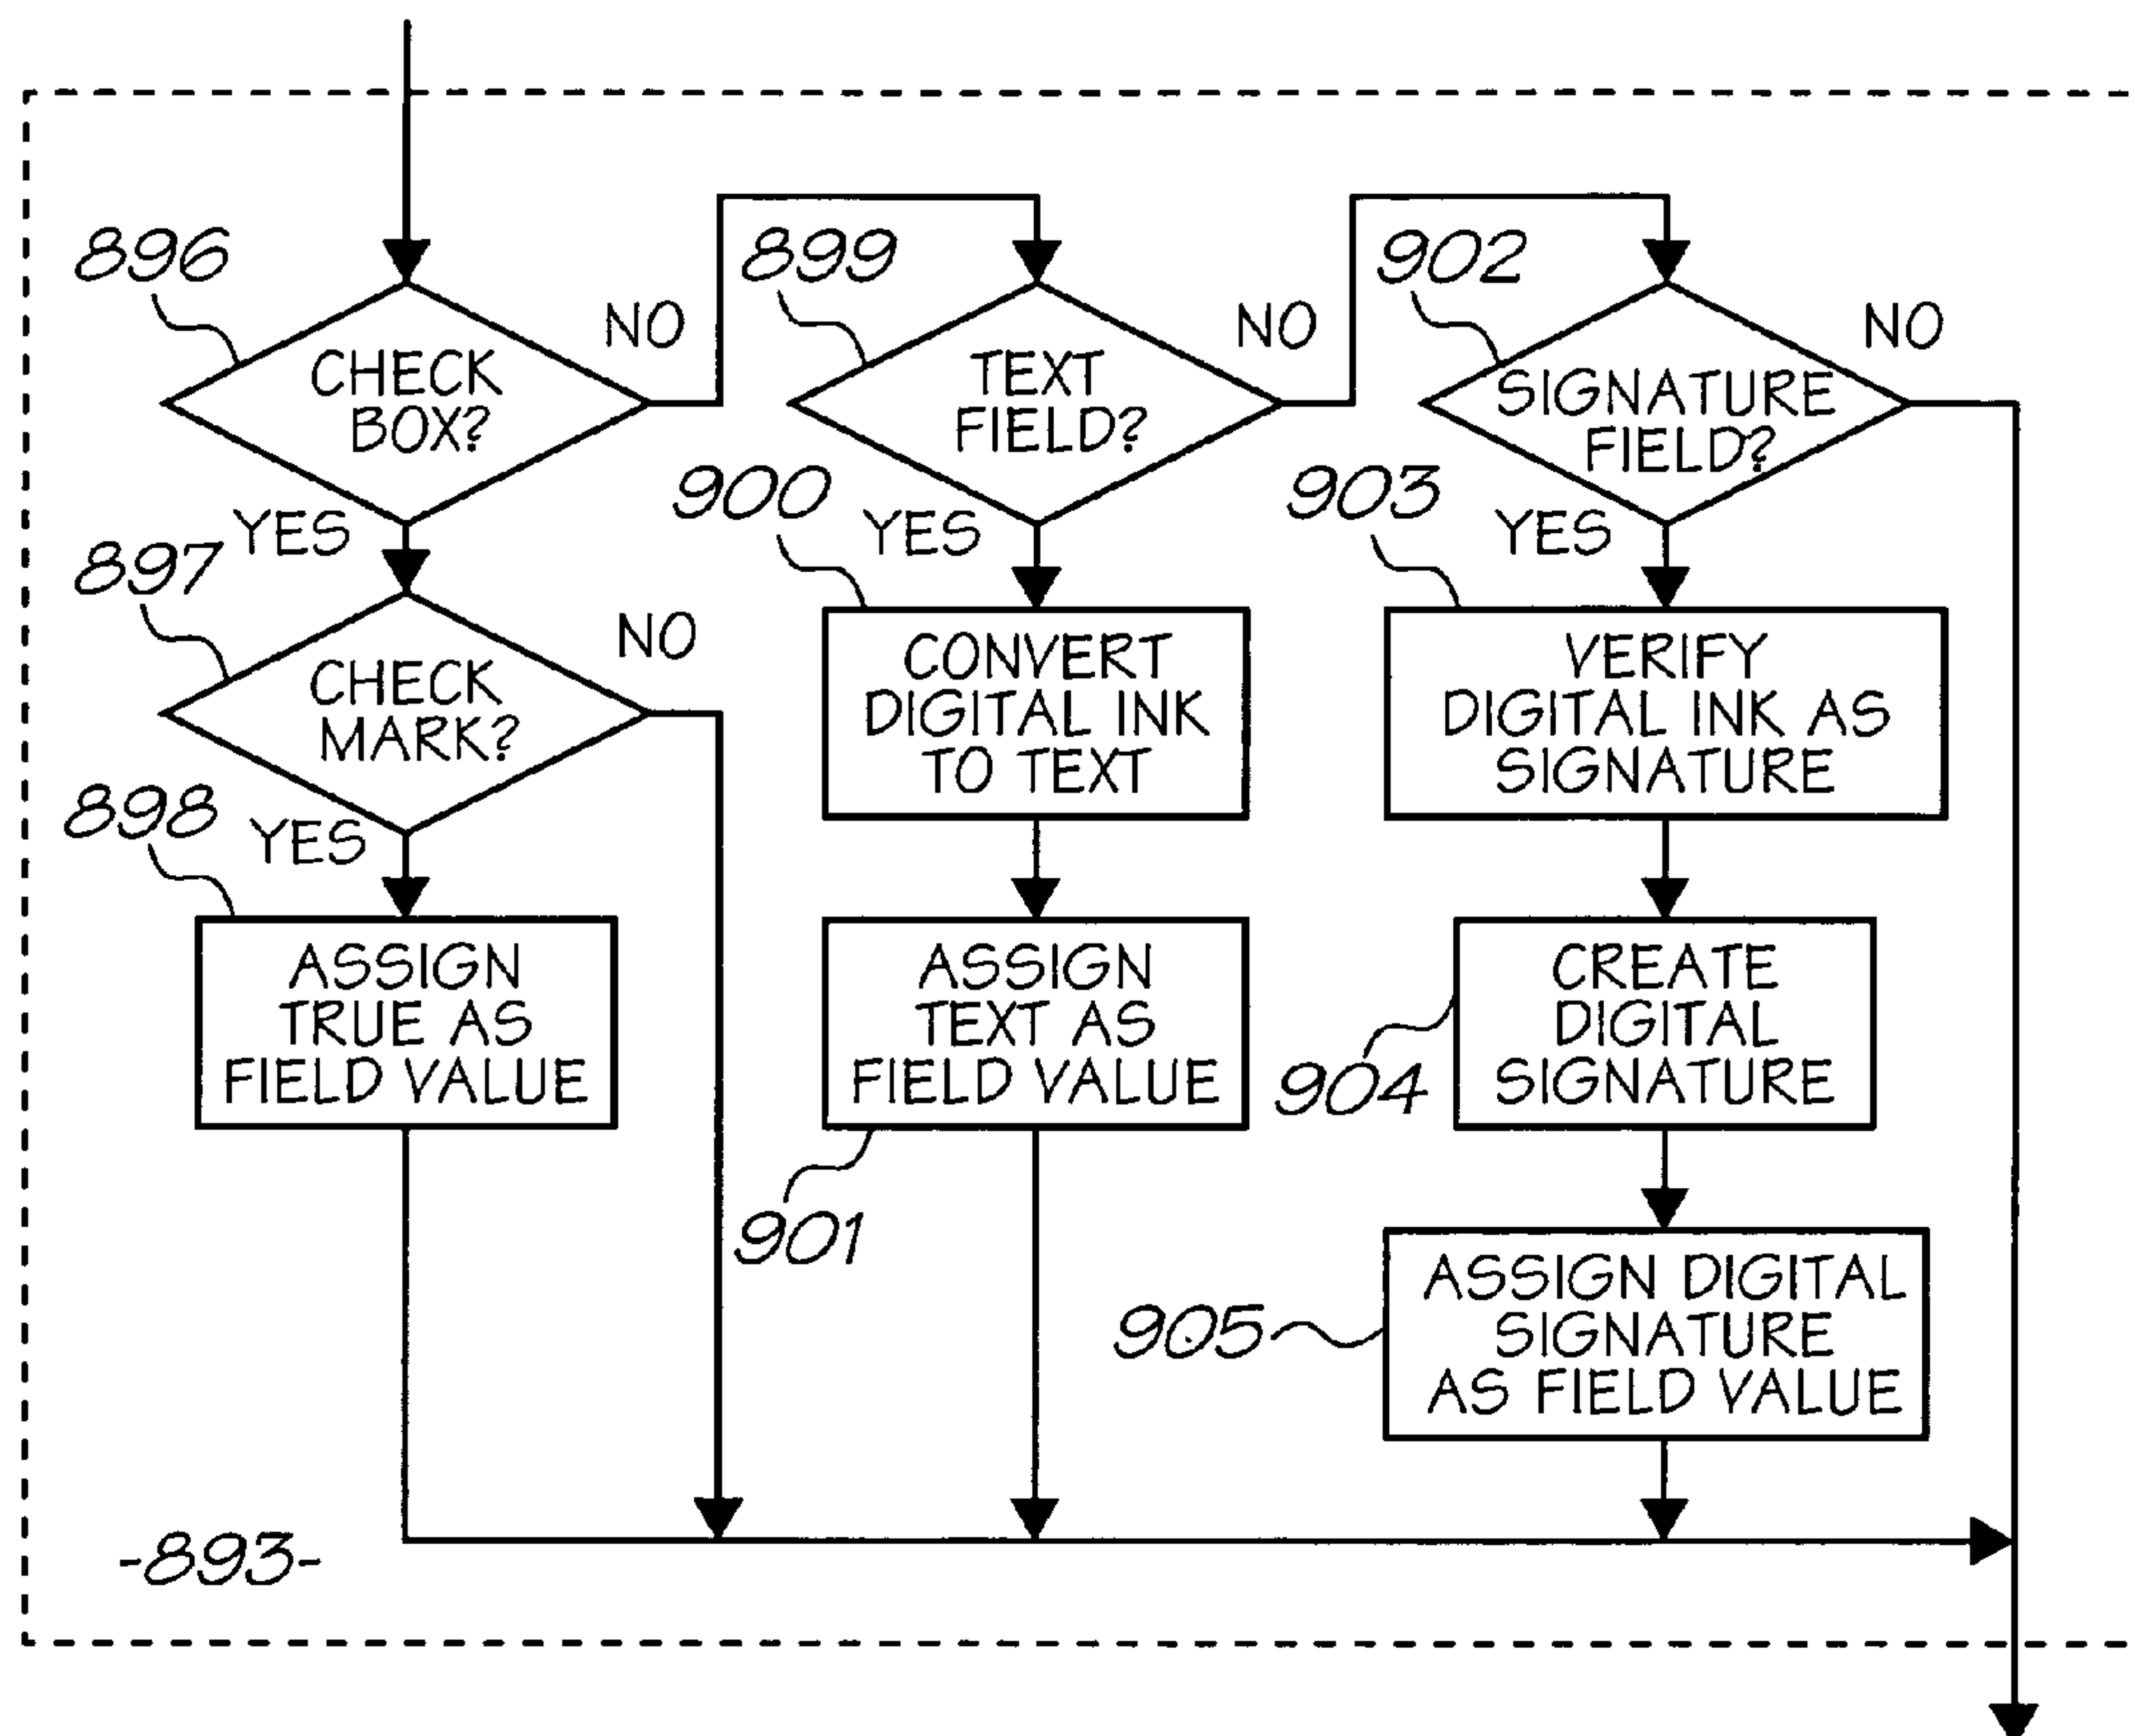 896
CHECK
BOX?
NO
YES
897
CHECK
MARK?
NO
YES
898
ASSIGN
TRUE AS
FIELD VALUE
899
TEXT
FIELD?
NO
YES
900
CONVERT
DIGITAL INK
TO TEXT
ASSIGN
TEXT AS
FIELD VALUE
901
902
SIGNATURE
FIELD?
NO
YES
903
VERIFY
DIGITAL INK AS
SIGNATURE
CREATE
DIGITAL
SIGNATURE
904
ASSIGN DIGITAL
SIGNATURE
AS FIELD VALUE
905
-893-